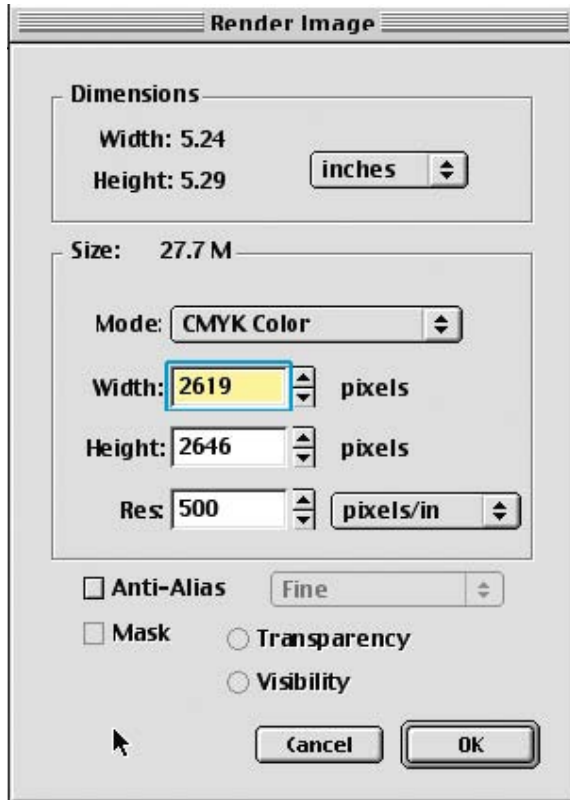 Render Image
Dimensions
Width: 5.24
Height: 5.29
inches
Size: 27.7 M
Mode: CMYK Color
Width: 2619 pixels
Height: 2646 pixels
Res: 500 pixels/in
Anti-Alias Fine
Mask Transparency
Visibility
Cancel OK